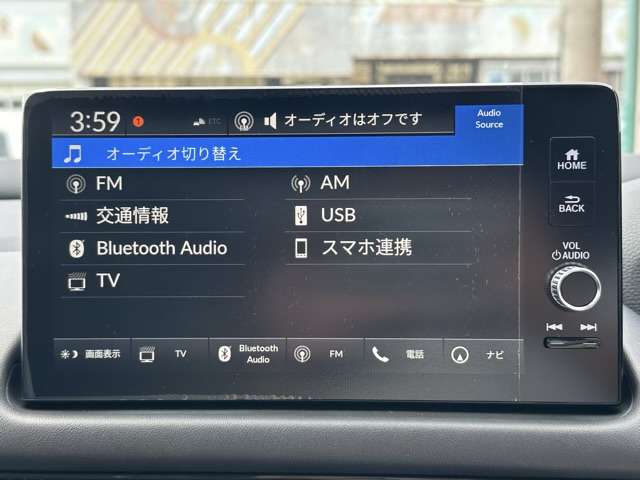 3:59 1 ETC オーディオはオフです Audio
Source
オーディオ切り替え
FM AM
交通情報 USB
Bluetooth Audio スマホ連携
TV
画面表示 TV Bluetooth
Audio FM 電話 ナビ
HOME
BACK
VOL
AUDIO